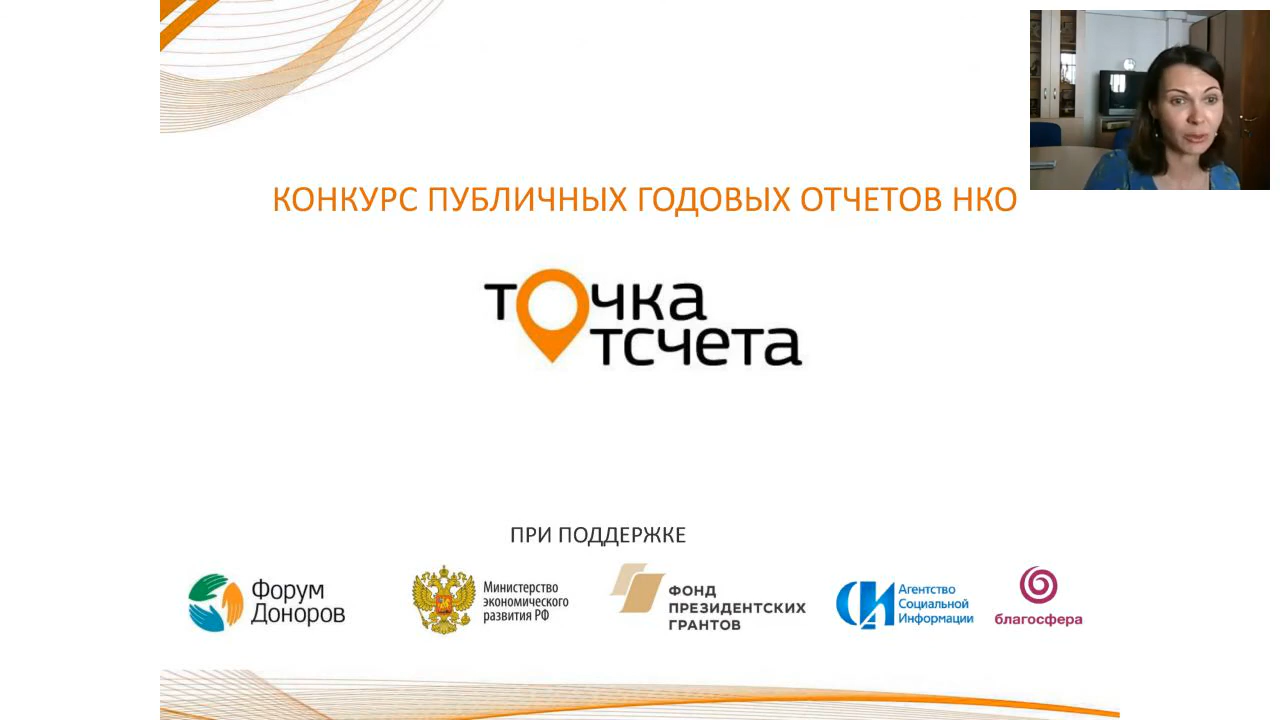 КОНКУРС ПУБЛИЧНЫХ ГОДОВЫХ ОТЧЕТОВ НКО
точка
отсчета
ПРИ ПОДДЕРЖКЕ
Форум
Доноров
Министерство
экономического
развития РФ
ФОНД
ПРЕЗИДЕНТСКИХ
ГРАНТОВ
СИ
Агентство
Социальной
Информации
благосфера